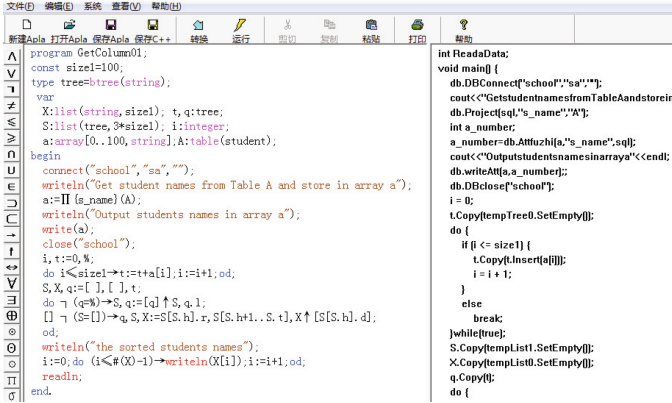 文件(F) 编辑(E) 系统 查看(V) 帮助(H)
新建Apla 打开Apla 保存Apla 保存C++ 转换 运行 剪切 复制 粘贴 打印 帮助
program GetColumn01;
const size1=100;
type tree=btree(string);
var
X:list(string,size1); t,q:tree;
S:list(tree,3*size1); i:integer;
a:array[0..100,string];A:table(student);
begin
connect("school","sa","");
writeln("Get student names from Table A and store in array a");
a:=∏{s_name}(A);
writeln("Output students names in array a");
write(a);
close("school");
i,t:=0,%;
do i≤size1→t:=t+a[i];i:=i+1;od;
S,X,q:=[ ],[ ],t;
do ┐(q=%)→S,q:=[q]↑S,q.l;
[] ┐(S=[])→q,S,X:=S[S.h].r,S[S.h+1..S.t],X↑[S[S.h].d];
od;
writeln("the sorted students names");
i:=0;do (i≤#(X)-1)→writeln(X[i]);i:=i+1;od;
readln;
end.
int ReadaData;
void main() {
db.DBConnect("school","sa","");
cout<<"GetstudentnamesfromTableAandstorein
db.Project(sql,"s_name","A");
int a_number;
a_number=db.Attfuzhi(a,"s_name",sql);
cout<<"Outputstudentsnamesinarraya"<<endl;
db.writeAtt(a,a_number);;
db.DBclose("school");
i = 0;
t.Copy(tempTree0.SetEmpty());
do {
if (i <= size1) {
t.Copy(t.Insert(a[i]));
i = i + 1;
}
else
break;
}while(true);
S.Copy(tempList1.SetEmpty());
X.Copy(tempList0.SetEmpty());
q.Copy(t);
do {
∧
∨
┐
≠
≤
≥
∩
∪
∈
⊃
⊂
→
↑
⇔
∀
∃
⊕
⊙
Θ
⊙
Π
σ